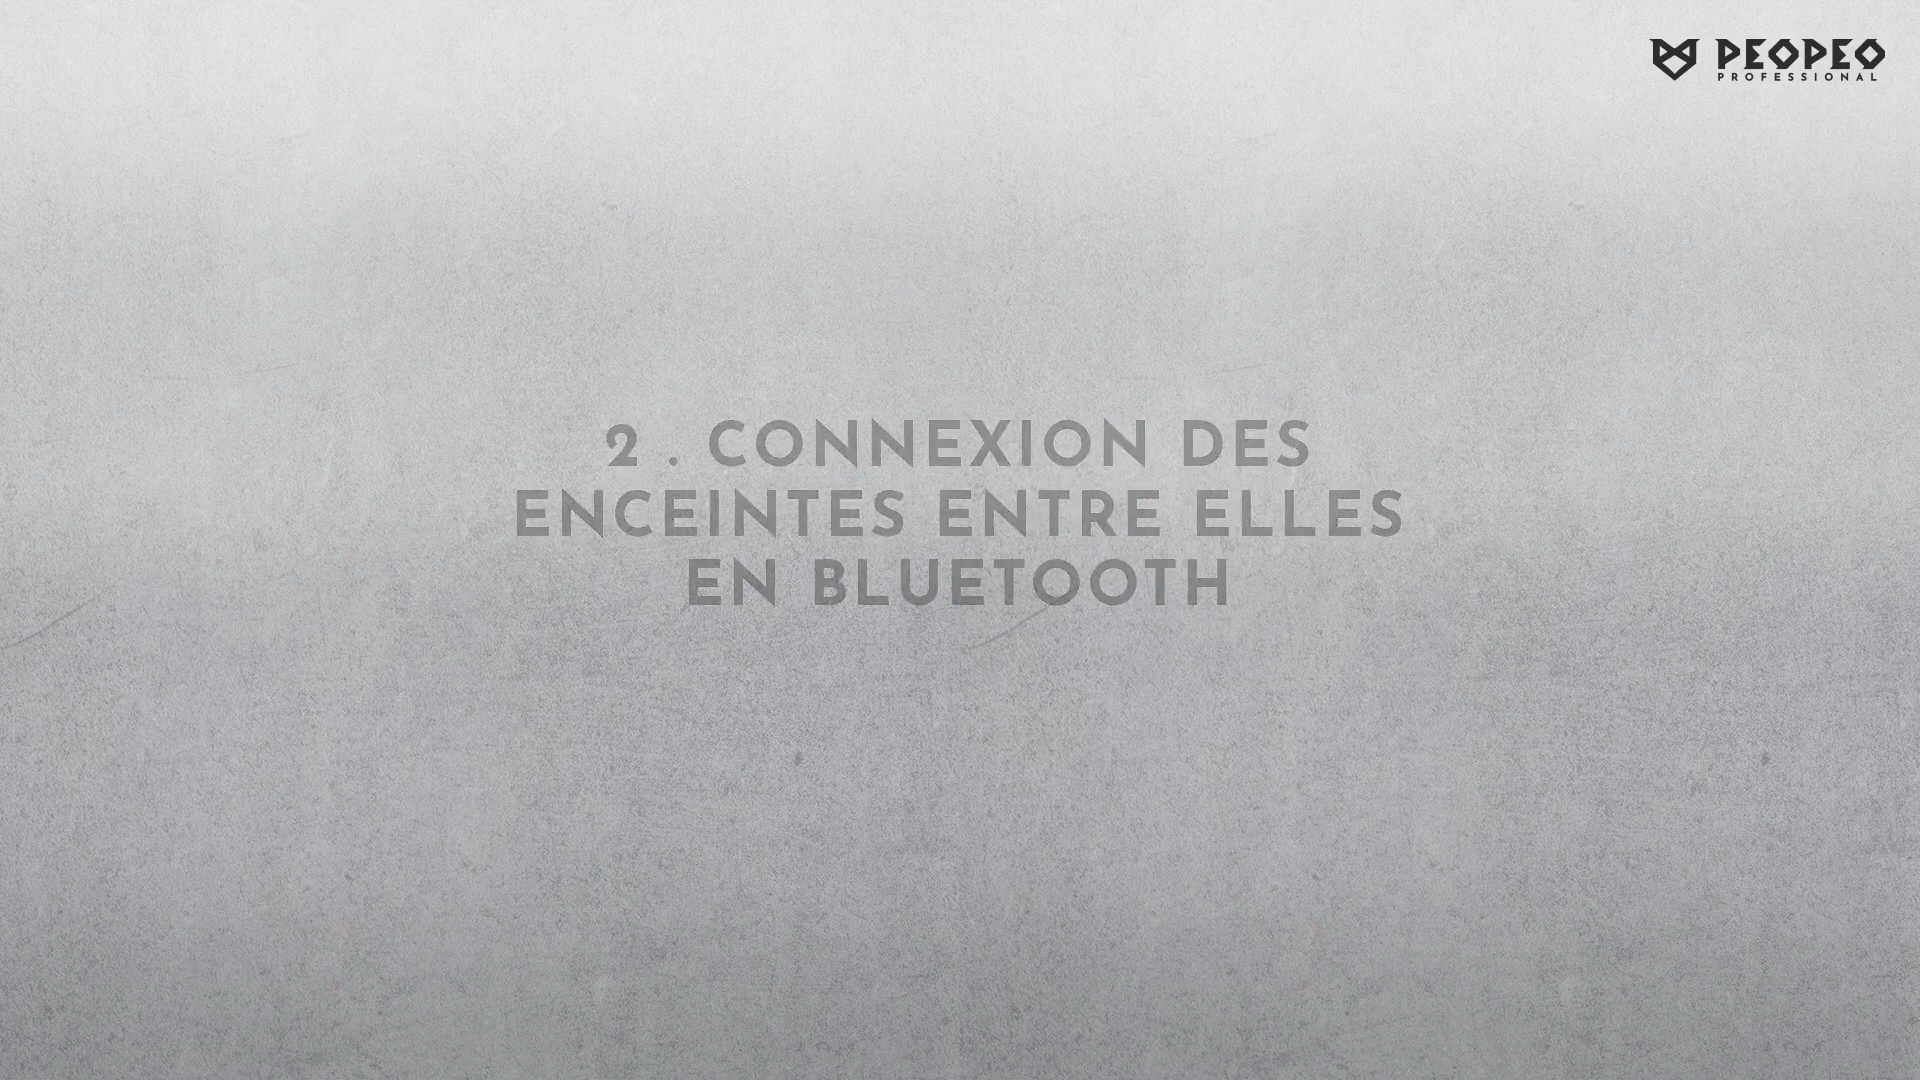 PEOPEO
PROFESSIONAL
2 . CONNEXION DES
ENCEINTES ENTRE ELLES
EN BLUETOOTH